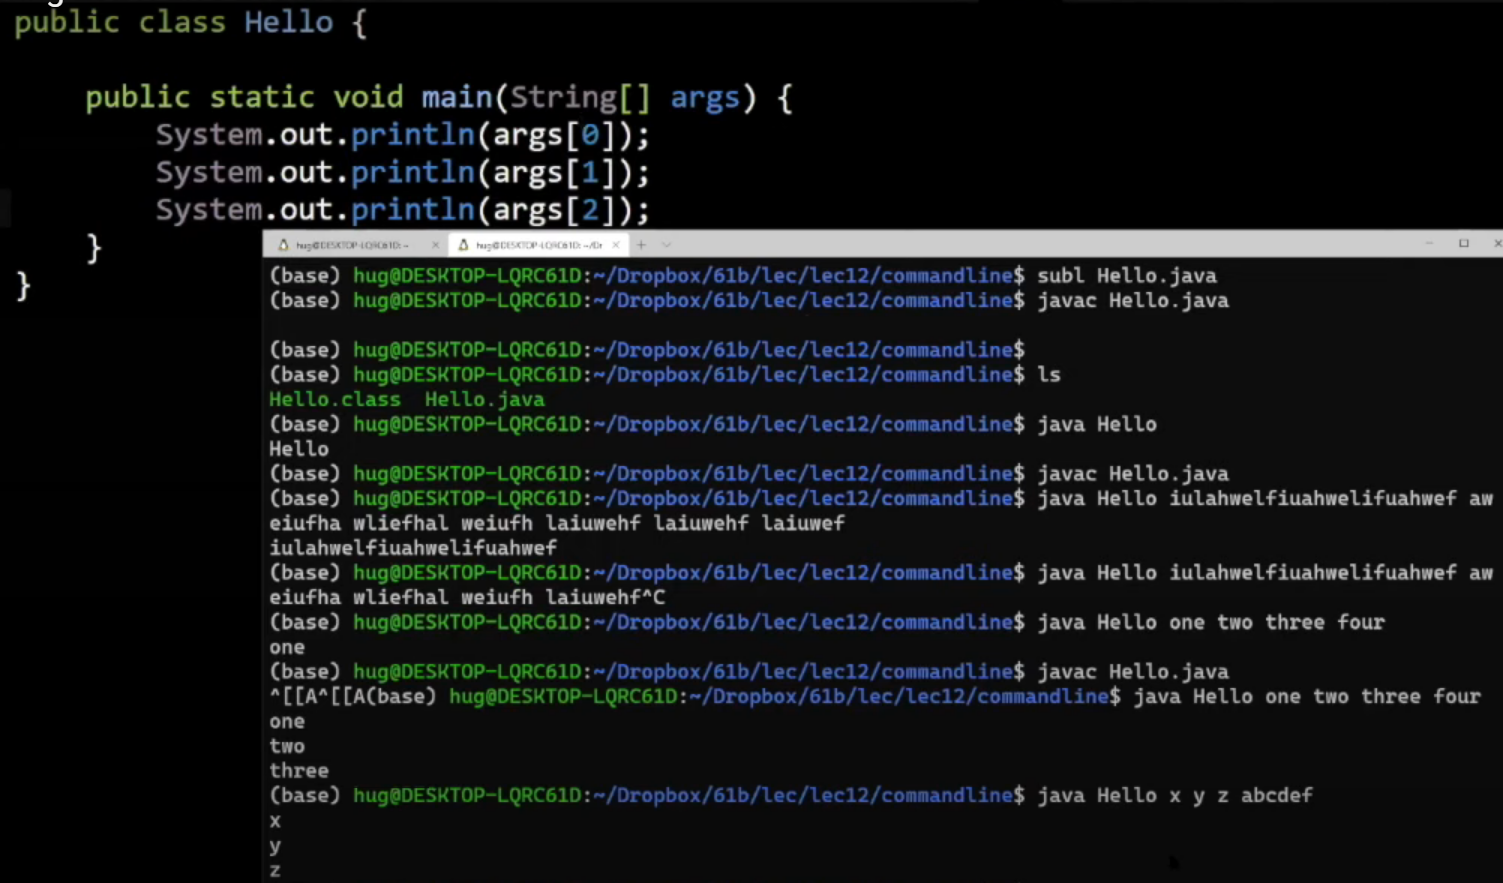 public class Hello {
public static void main(String[] args) {
System.out.println(args[0]);
System.out.println(args[1]);
System.out.println(args[2]);
}
}
hug@DESKTOP-LQRC61D: ~
hug@DESKTOP-LQRC61D: ~/Dr
(base) hug@DESKTOP-LQRC61D:~/Dropbox/61b/lec/lec12/commandline$ subl Hello.java
(base) hug@DESKTOP-LQRC61D:~/Dropbox/61b/lec/lec12/commandline$ javac Hello.java
(base) hug@DESKTOP-LQRC61D:~/Dropbox/61b/lec/lec12/commandline$
(base) hug@DESKTOP-LQRC61D:~/Dropbox/61b/lec/lec12/commandline$ ls
Hello.class  Hello.java
(base) hug@DESKTOP-LQRC61D:~/Dropbox/61b/lec/lec12/commandline$ java Hello
Hello
(base) hug@DESKTOP-LQRC61D:~/Dropbox/61b/lec/lec12/commandline$ javac Hello.java
(base) hug@DESKTOP-LQRC61D:~/Dropbox/61b/lec/lec12/commandline$ java Hello iulahwelfiuahwelifuahwef aw
eiufha wliefhal weiufh laiuwehf laiuwehf laiuwef
iulahwelfiuahwelifuahwef
(base) hug@DESKTOP-LQRC61D:~/Dropbox/61b/lec/lec12/commandline$ java Hello iulahwelfiuahwelifuahwef aw
eiufha wliefhal weiufh laiuwehf^C
(base) hug@DESKTOP-LQRC61D:~/Dropbox/61b/lec/lec12/commandline$ java Hello one two three four
one
(base) hug@DESKTOP-LQRC61D:~/Dropbox/61b/lec/lec12/commandline$ javac Hello.java
^[[A^[[A(base) hug@DESKTOP-LQRC61D:~/Dropbox/61b/lec/lec12/commandline$ java Hello one two three four
one
two
three
(base) hug@DESKTOP-LQRC61D:~/Dropbox/61b/lec/lec12/commandline$ java Hello x y z abcdef
x
y
z